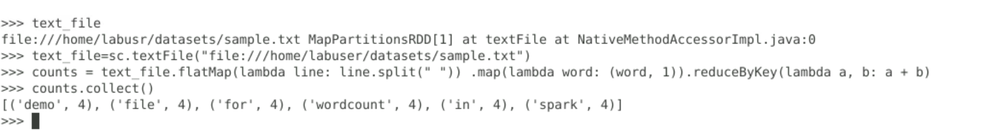 >>> text_file
file:///home/labusr/datasets/sample.txt MapPartitionsRDD[1] at textFile at NativeMethodAccessorImpl.java:0
>>> text_file=sc.textFile("file:///home/labuser/datasets/sample.txt")
>>> counts = text_file.flatMap(lambda line: line.split(" ")) .map(lambda word: (word, 1)).reduceByKey(lambda a, b: a + b)
>>> counts.collect()
[('demo', 4), ('file', 4), ('for', 4), ('wordcount', 4), ('in', 4), ('spark', 4)]
>>>